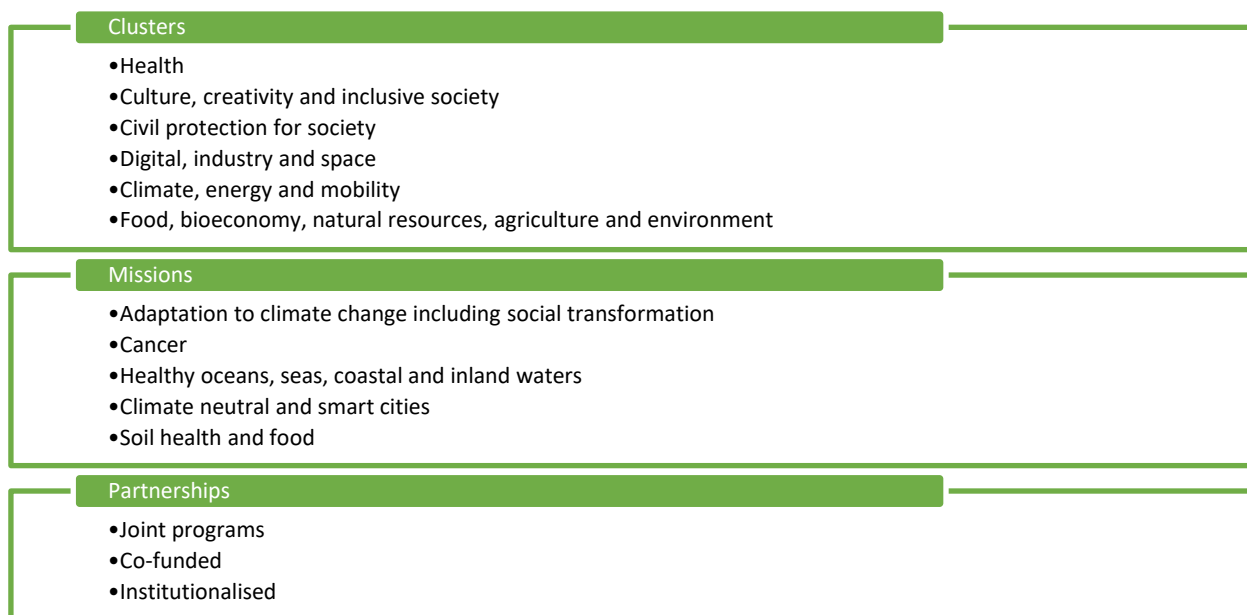 Clusters
•Health
•Culture, creativity and inclusive society
•Civil protection for society
•Digital, industry and space
•Climate, energy and mobility
•Food, bioeconomy, natural resources, agriculture and environment
Missions
•Adaptation to climate change including social transformation
•Cancer
•Healthy oceans, seas, coastal and inland waters
•Climate neutral and smart cities
•Soil health and food
Partnerships
•Joint programs
•Co-funded
•Institutionalised